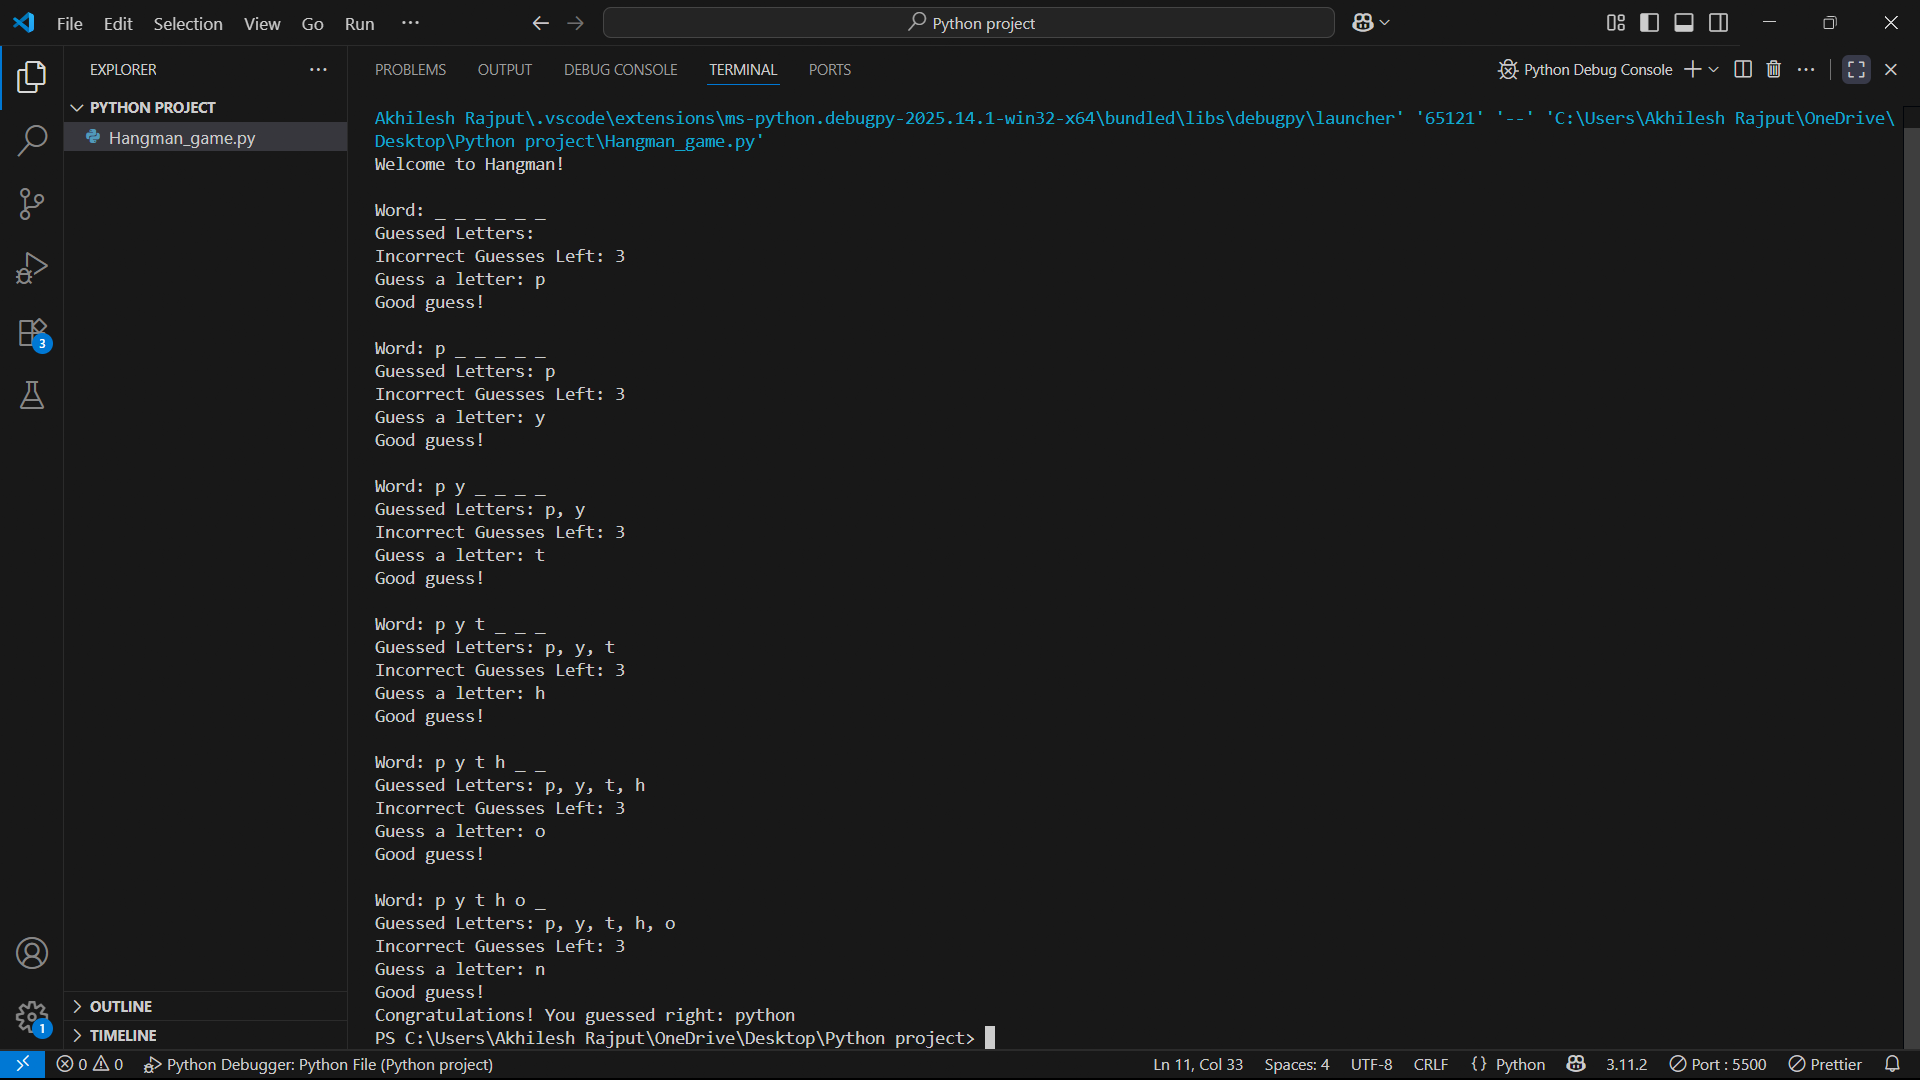 File Edit Selection View Go Run ···
Python project
EXPLORER ···
PYTHON PROJECT
Hangman_game.py
3
OUTLINE
TIMELINE
1
PROBLEMS OUTPUT DEBUG CONSOLE TERMINAL PORTS
Python Debug Console
Akhilesh Rajput\.vscode\extensions\ms-python.debugpy-2025.14.1-win32-x64\bundled\libs\debugpy\launcher' '65121' '--' 'C:\Users\Akhilesh Rajput\OneDrive\
Desktop\Python project\Hangman_game.py'
Welcome to Hangman!
Word: _ _ _ _ _ _
Guessed Letters:
Incorrect Guesses Left: 3
Guess a letter: p
Good guess!
Word: p _ _ _ _ _
Guessed Letters: p
Incorrect Guesses Left: 3
Guess a letter: y
Good guess!
Word: p y _ _ _ _
Guessed Letters: p, y
Incorrect Guesses Left: 3
Guess a letter: t
Good guess!
Word: p y t _ _ _
Guessed Letters: p, y, t
Incorrect Guesses Left: 3
Guess a letter: h
Good guess!
Word: p y t h _ _
Guessed Letters: p, y, t, h
Incorrect Guesses Left: 3
Guess a letter: o
Good guess!
Word: p y t h o _
Guessed Letters: p, y, t, h, o
Incorrect Guesses Left: 3
Guess a letter: n
Good guess!
Congratulations! You guessed right: python
PS C:\Users\Akhilesh Rajput\OneDrive\Desktop\Python project>
0 0 Python Debugger: Python File (Python project) Ln 11, Col 33 Spaces: 4 UTF-8 CRLF {} Python 3.11.2 Port : 5500 Prettier